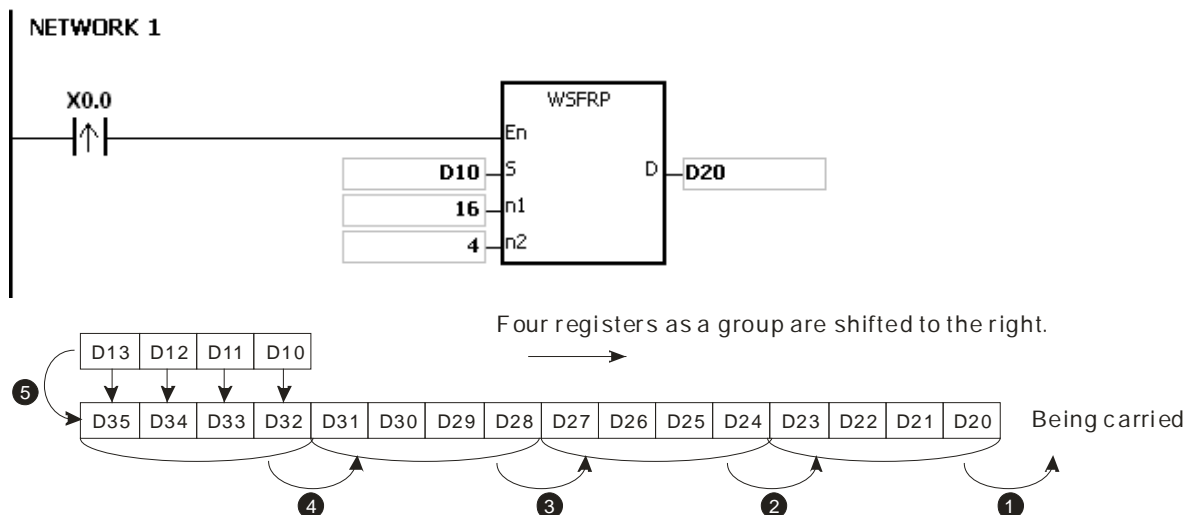 NETWORK 1
X0.0
WSFRP
En
D10 S D D20
16 n1
4 n2
Four registers as a group are shifted to the right.
D13 D12 D11 D10
5
D35 D34 D33 D32 D31 D30 D29 D28 D27 D26 D25 D24 D23 D22 D21 D20 Being carried
4 3 2 1